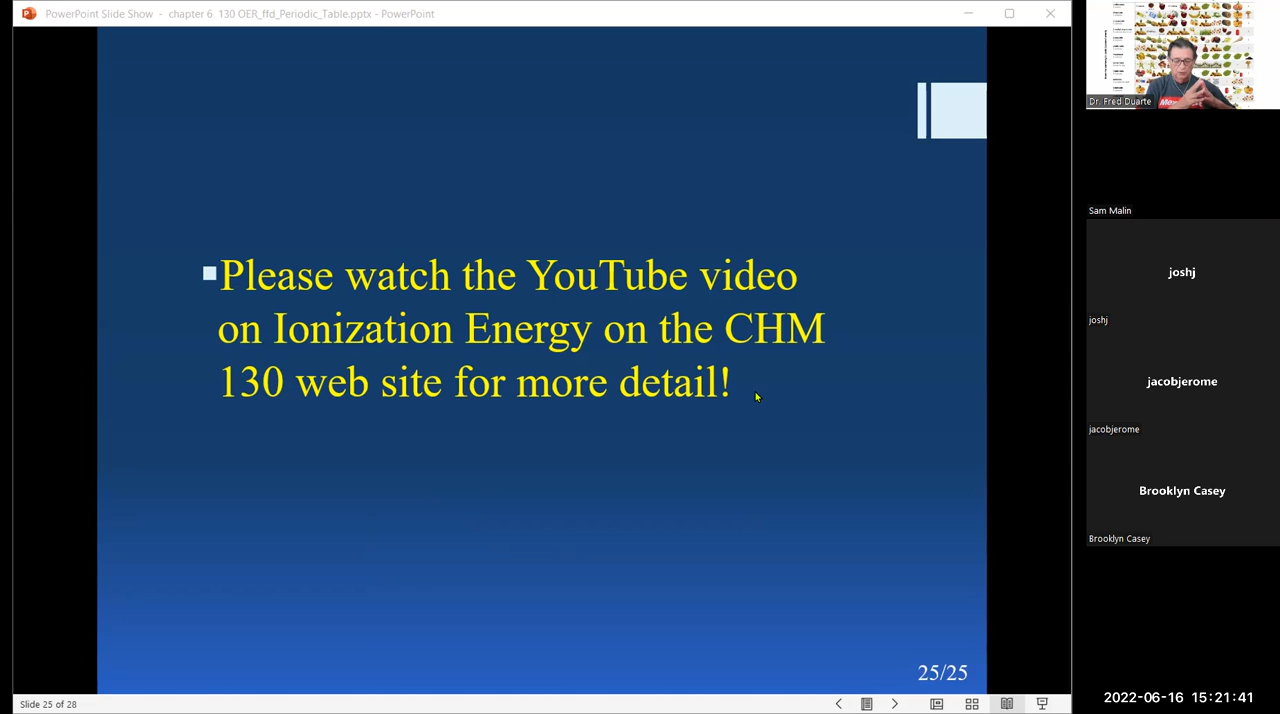 PowerPoint Slide Show - chapter 6 130 OER_ffd_Periodic_Table.pptx - PowerPoint
Please watch the YouTube video
on Ionization Energy on the CHM
130 web site for more detail!
25/25
Slide 25 of 28
Dr. Fred Duarte
Sam Malin
joshj
joshj
jacobjerome
jacobjerome
Brooklyn Casey
Brooklyn Casey
2022-06-16 15:21:41